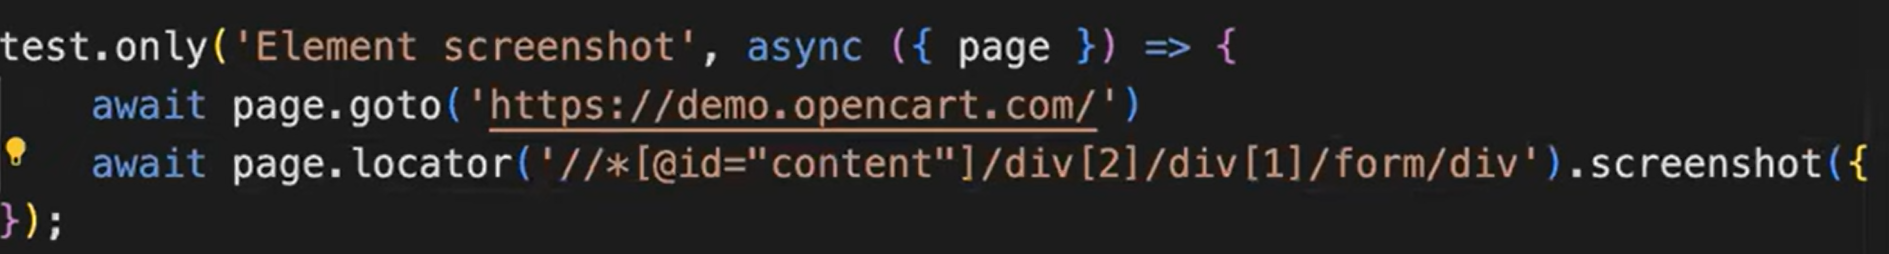 test.only('Element screenshot', async ({ page }) => {
await page.goto('https://demo.opencart.com/')
await page.locator('//*[@id="content"]/div[2]/div[1]/form/div').screenshot({
});